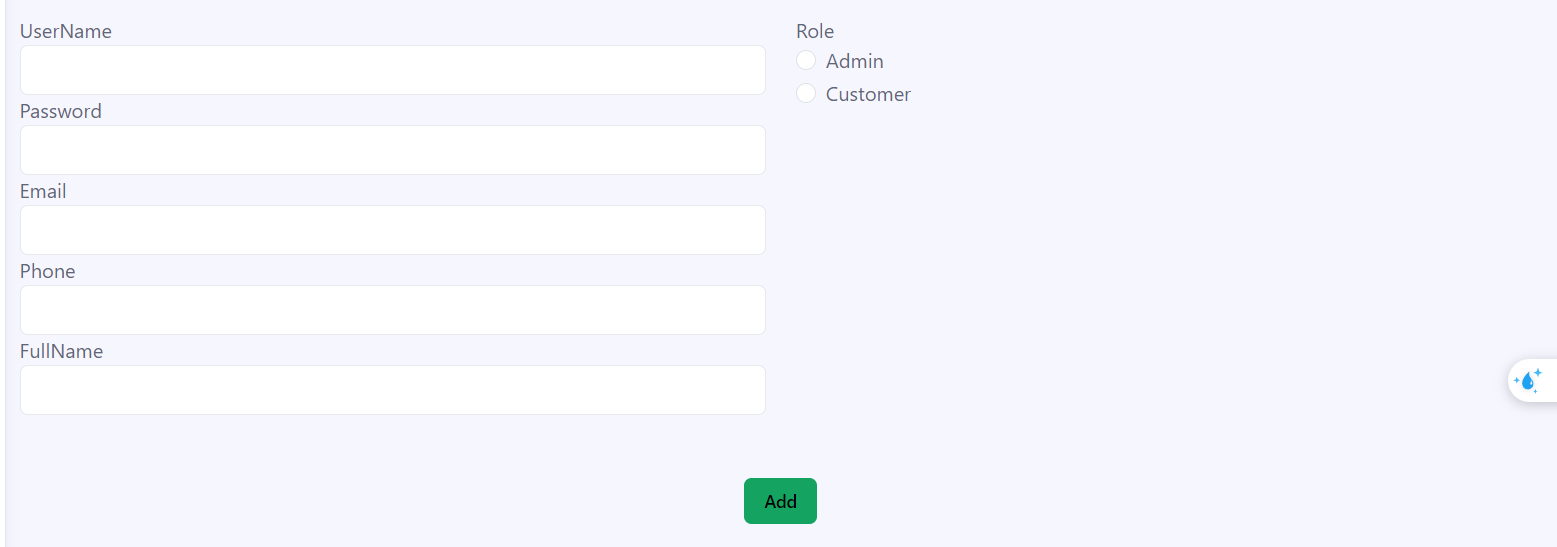 UserName
Password
Email
Phone
FullName
Role
Admin
Customer
Add